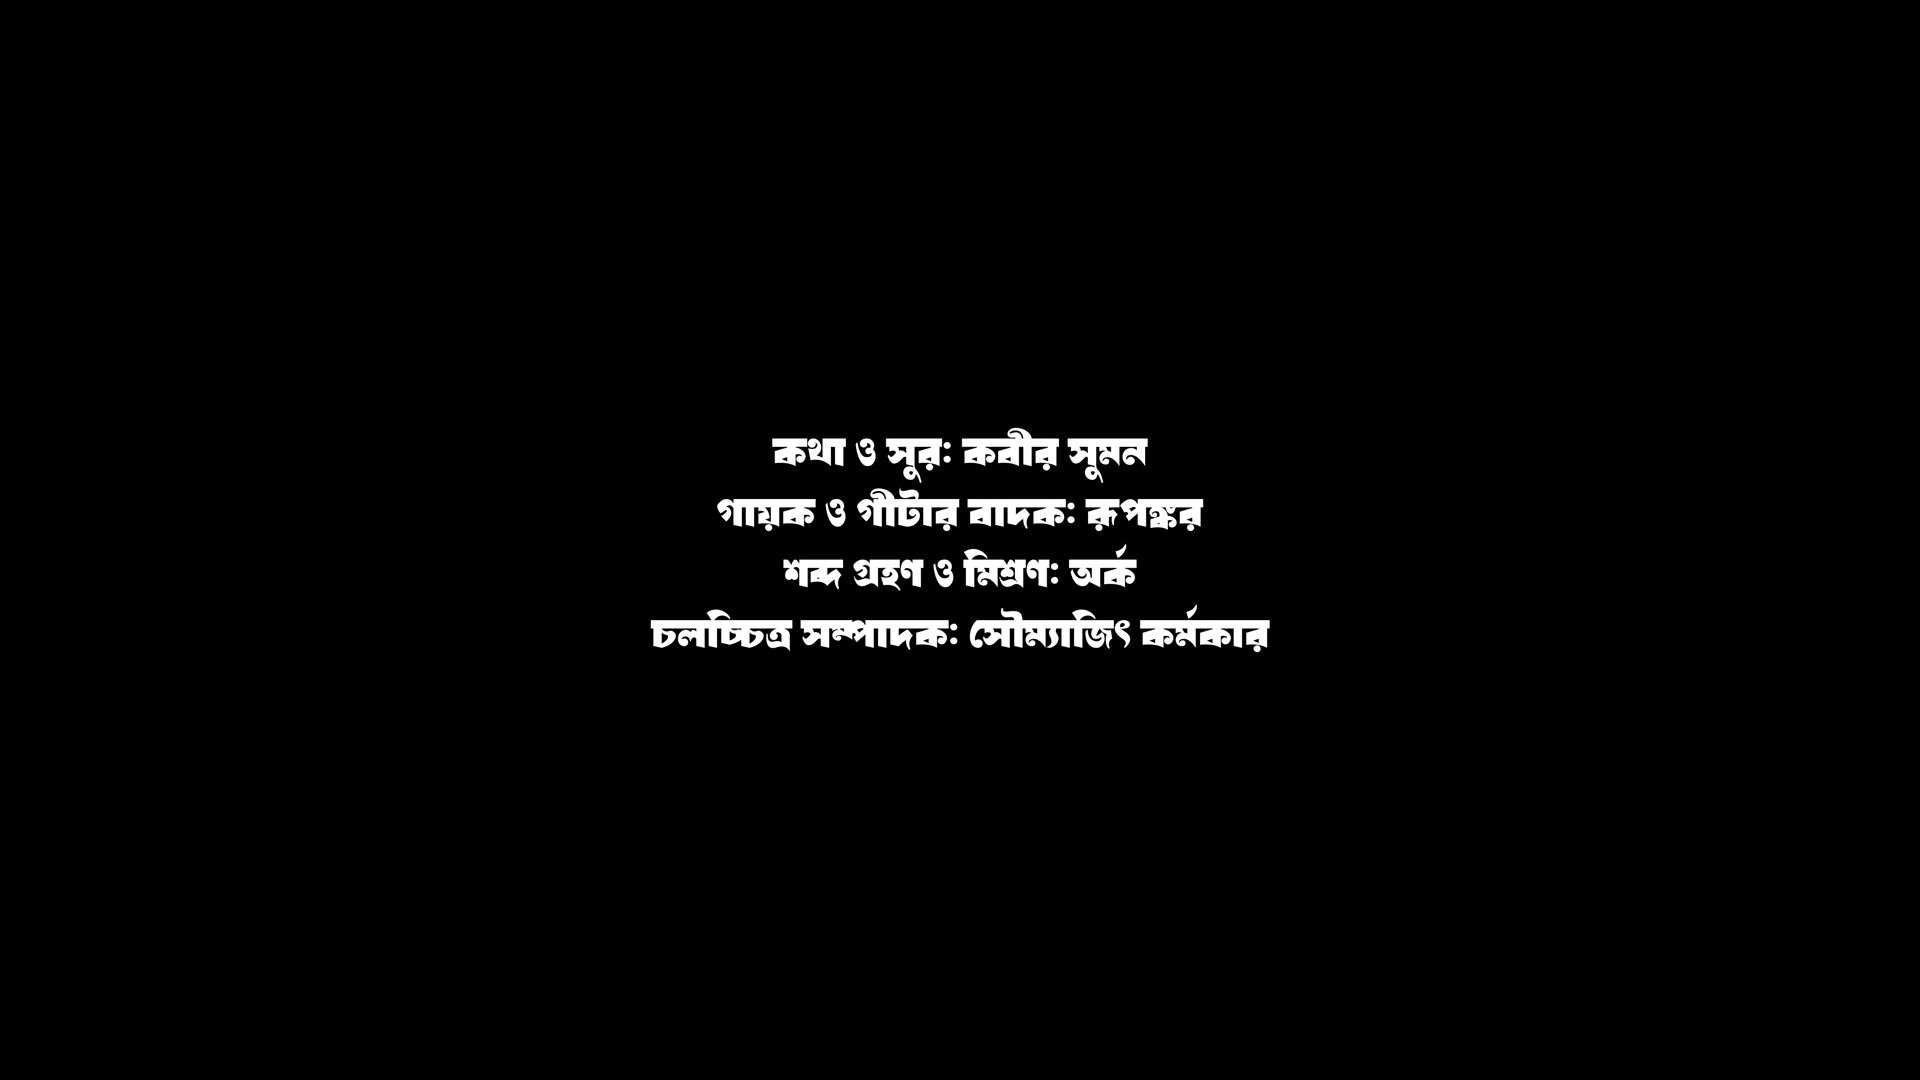 কথা ও সুর: কবীর সুমন
গায়ক ও গীটার বাদক: রূপঙ্কর
শব্দ গ্রহণ ও মিশ্রণ: অর্ক
চলচ্চিত্র সম্পাদক: সৌম্যাজিৎ কর্মকার